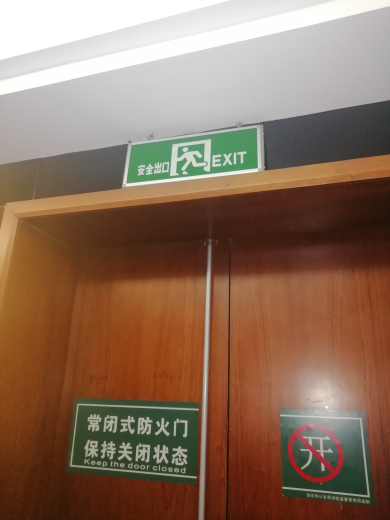 安全出口 EXIT
常闭式防火门
保持关闭状态
Keep the door closed
开